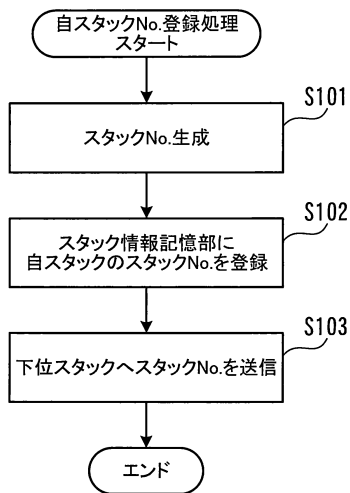 自スタックNo.登録処理
スタート
S101
スタックNo.生成
S102
スタック情報記憶部に
自スタックのスタックNo.を登録
S103
下位スタックへスタックNo.を送信
エンド